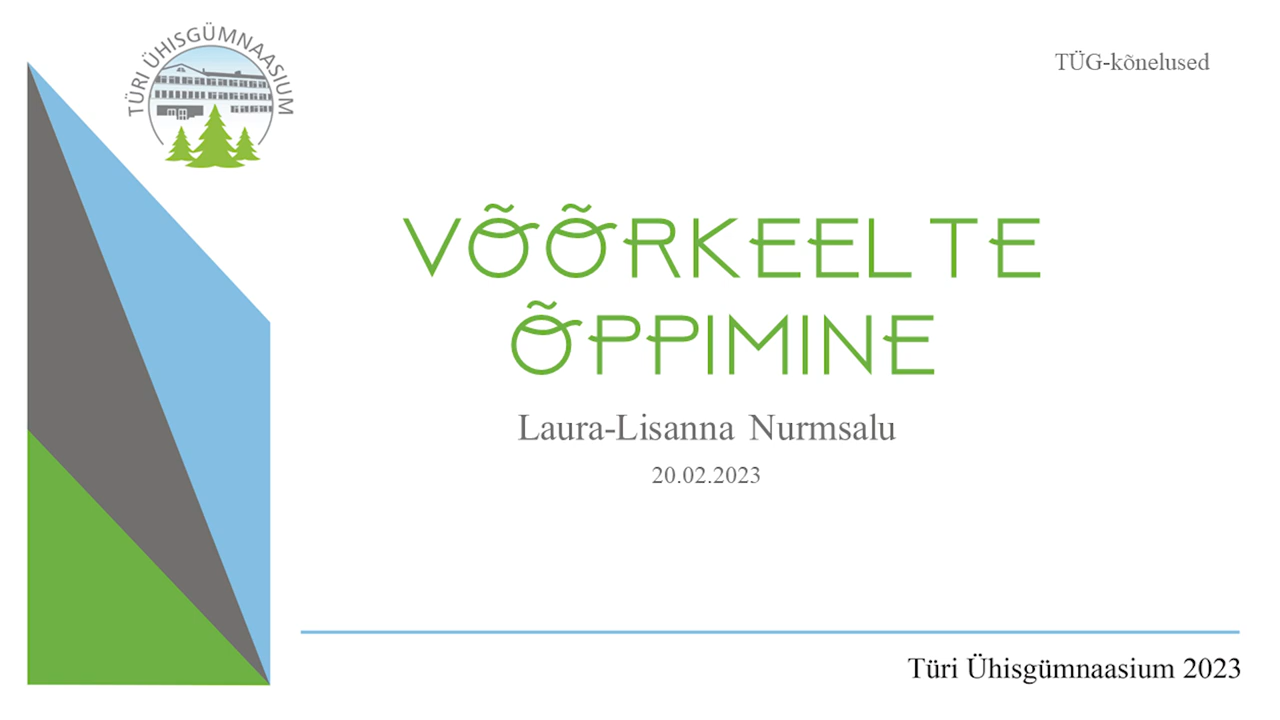 TÜRI ÜHISGÜMNAASIUM
TÜG-kõnelused
VÕÕRKEELTE
ÕPPIMINE
Laura-Lisanna Nurmsalu
20.02.2023
Türi Ühisgümnaasium 2023